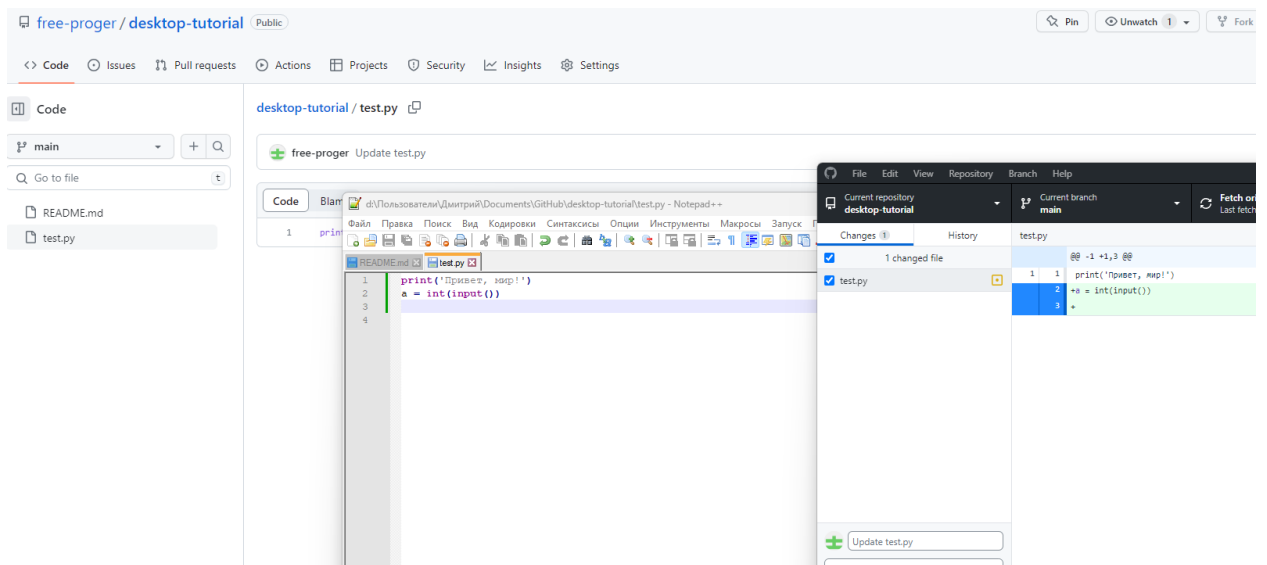 free-proger / desktop-tutorial Public
Pin
Unwatch 1
Fork
Code
Issues
Pull requests
Actions
Projects
Security
Insights
Settings
Code
main
Go to file
t
README.md
test.py
desktop-tutorial / test.py
free-proger Update test.py
Code
Blam
1 prin
d:\Пользователи\Дмитрий\Documents\GitHub\desktop-tutorial\test.py - Notepad++
Файл Правка Поиск Вид Кодировки Синтаксисы Опции Инструменты Макросы Запуск
README.md
test.py
1 print('Привет, мир!')
2 a = int(input())
3
4
File Edit View Repository Branch Help
Current repository
desktop-tutorial
Current branch
main
Fetch ori
Last fetch
Changes 1
History
test.py
1 changed file
test.py
@@ -1 +1,3 @@
1 1 print('Привет, мир!')
2 +a = int(input())
3 +
Update test.py